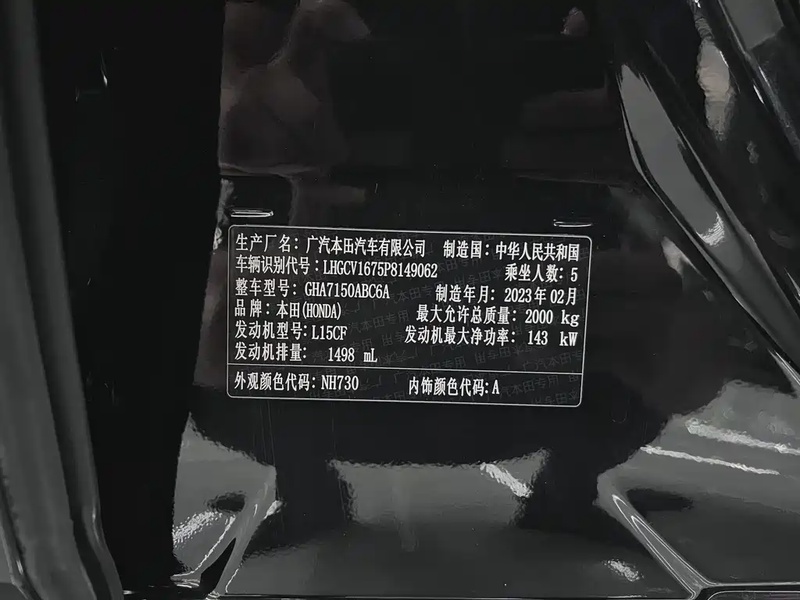 生产厂名：广汽本田汽车有限公司 制造国：中华人民共和国
车辆识别代号：LHGCV1675P8149062 乘坐人数：5
整车型号：GHA7150ABC6A 制造年月：2023年02月
品牌：本田(HONDA) 最大允许总质量：2000 kg
发动机型号：L15CF 发动机最大净功率：143 kW
发动机排量：1498 mL
外观颜色代码：NH730 内饰颜色代码：A